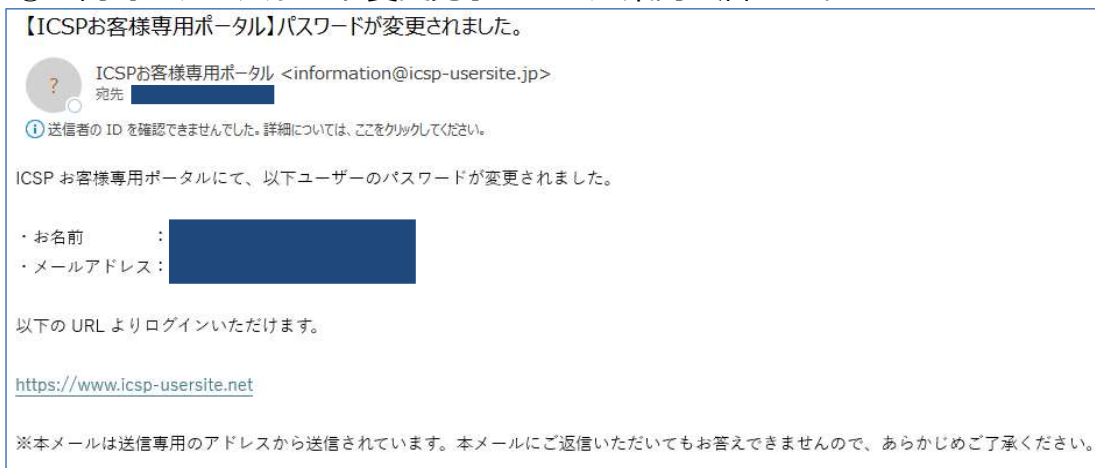 【ICSPお客様専用ポータル】パスワードが変更されました。
?
ICSPお客様専用ポータル <information@icsp-usersite.jp>
宛先
送信者の ID を確認できませんでした。詳細については、ここをクリックしてください。
ICSP お客様専用ポータルにて、以下ユーザーのパスワードが変更されました。
・お名前 :
・メールアドレス:
以下の URL よりログインいただけます。
https://www.icsp-usersite.net
※本メールは送信専用のアドレスから送信されています。本メールにご返信いただいてもお答えできませんので、あらかじめご了承ください。